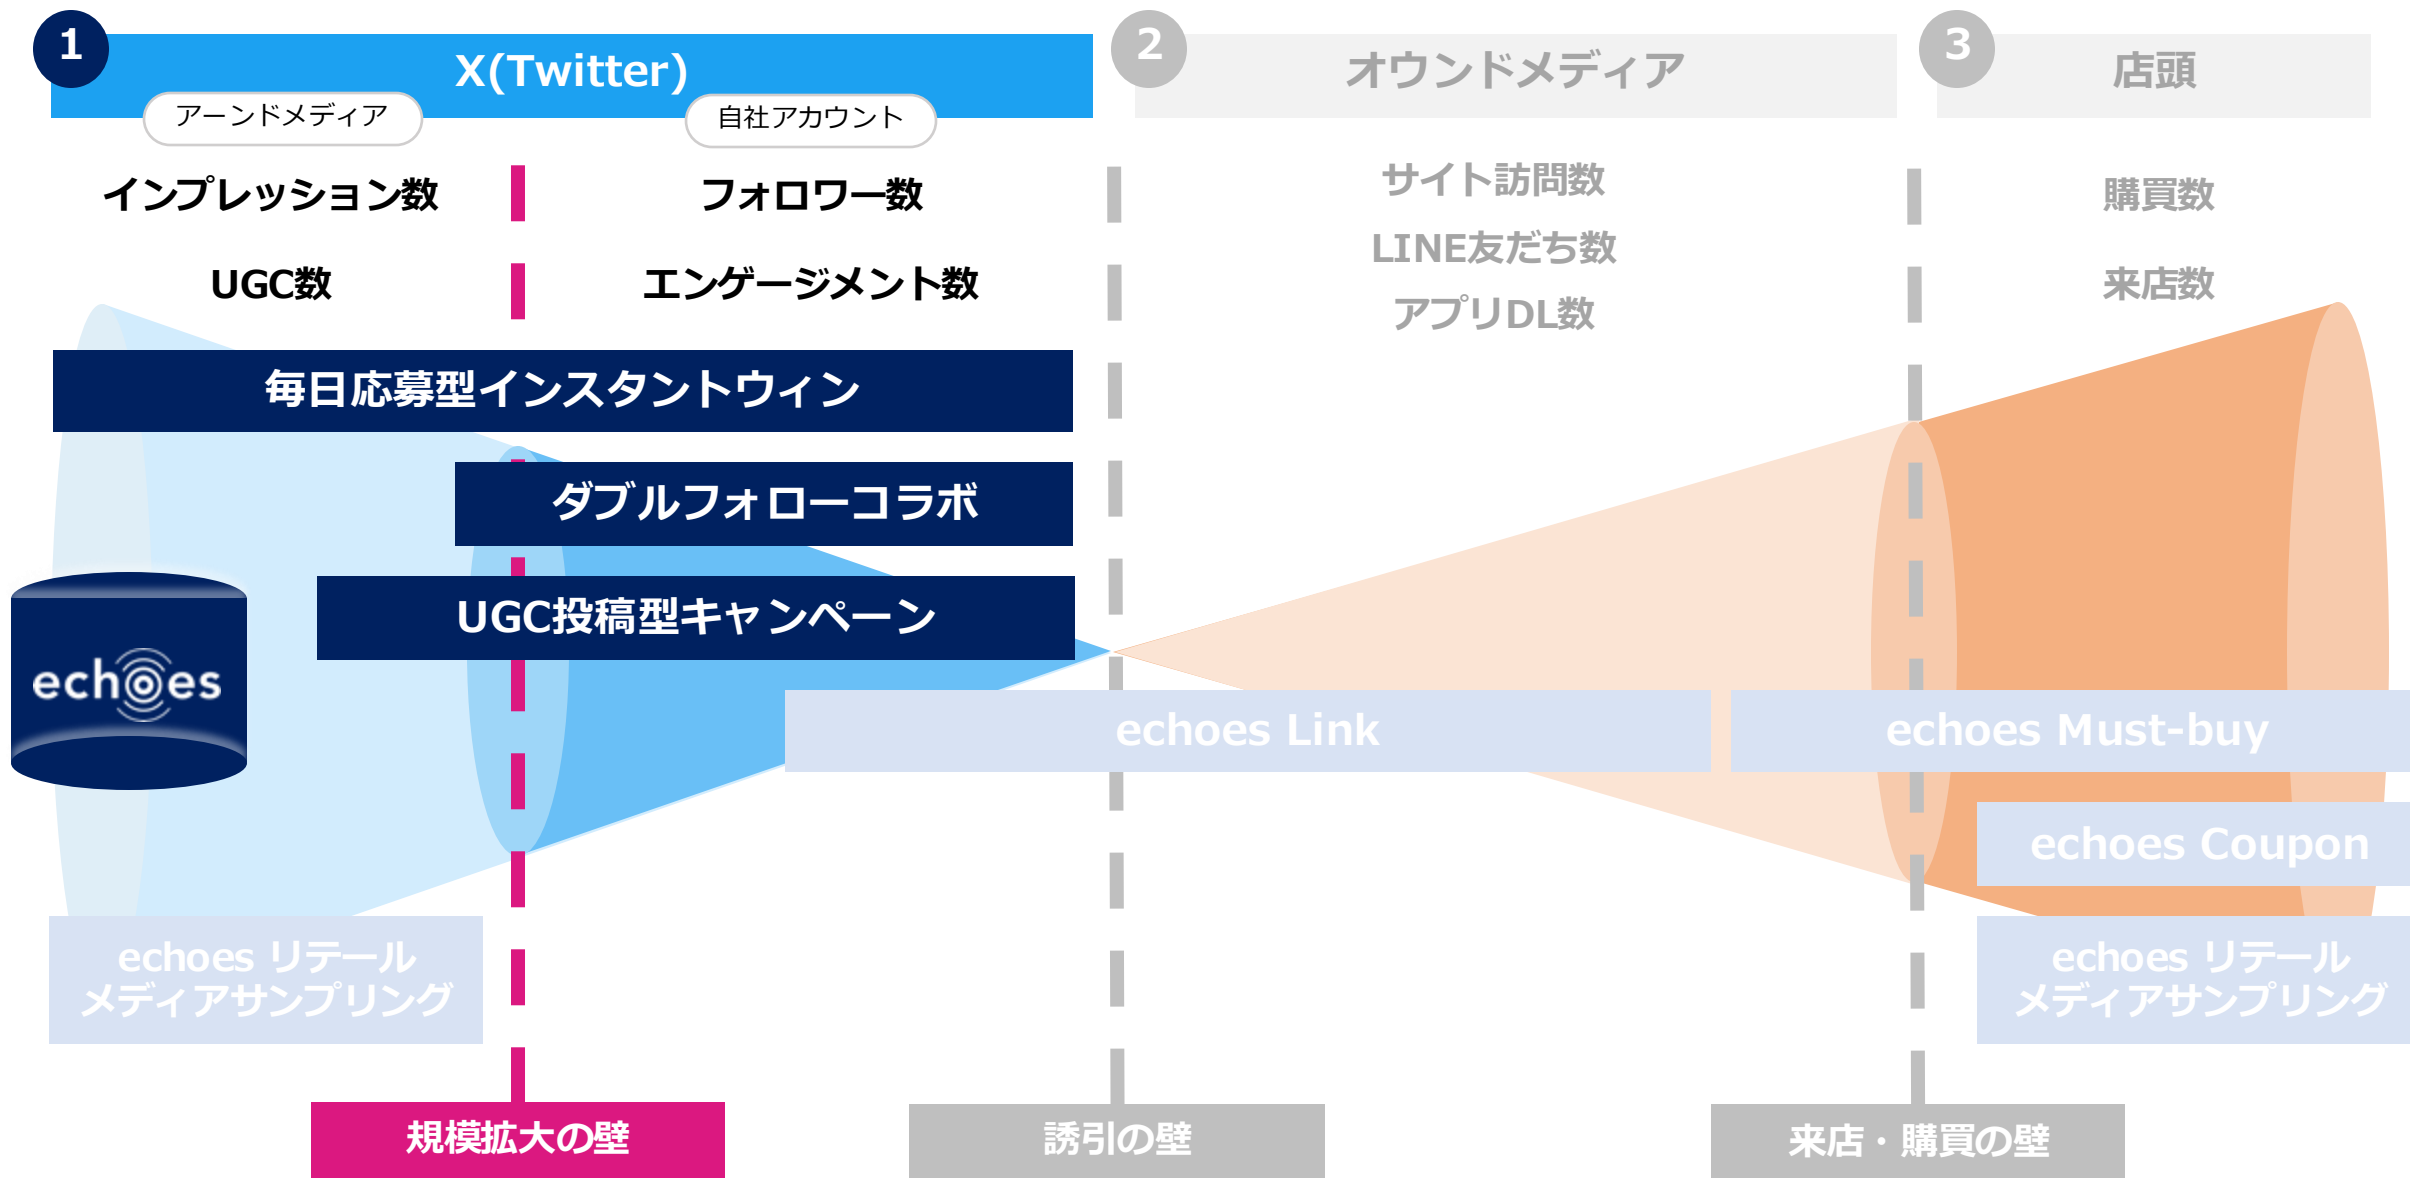 1
X(Twitter)
アーンドメディア
自社アカウント
2
オウンドメディア
3
店頭
インプレッション数
フォロワー数
サイト訪問数
購買数
LINE友だち数
UGC数
エンゲージメント数
アプリDL数
来店数
毎日応募型インスタントウィン
ダブルフォローコラボ
UGC投稿型キャンペーン
echoes
echoes Link
echoes Must-buy
echoes Coupon
echoes リテール
メディアサンプリング
echoes リテール
メディアサンプリング
規模拡大の壁
誘引の壁
来店・購買の壁